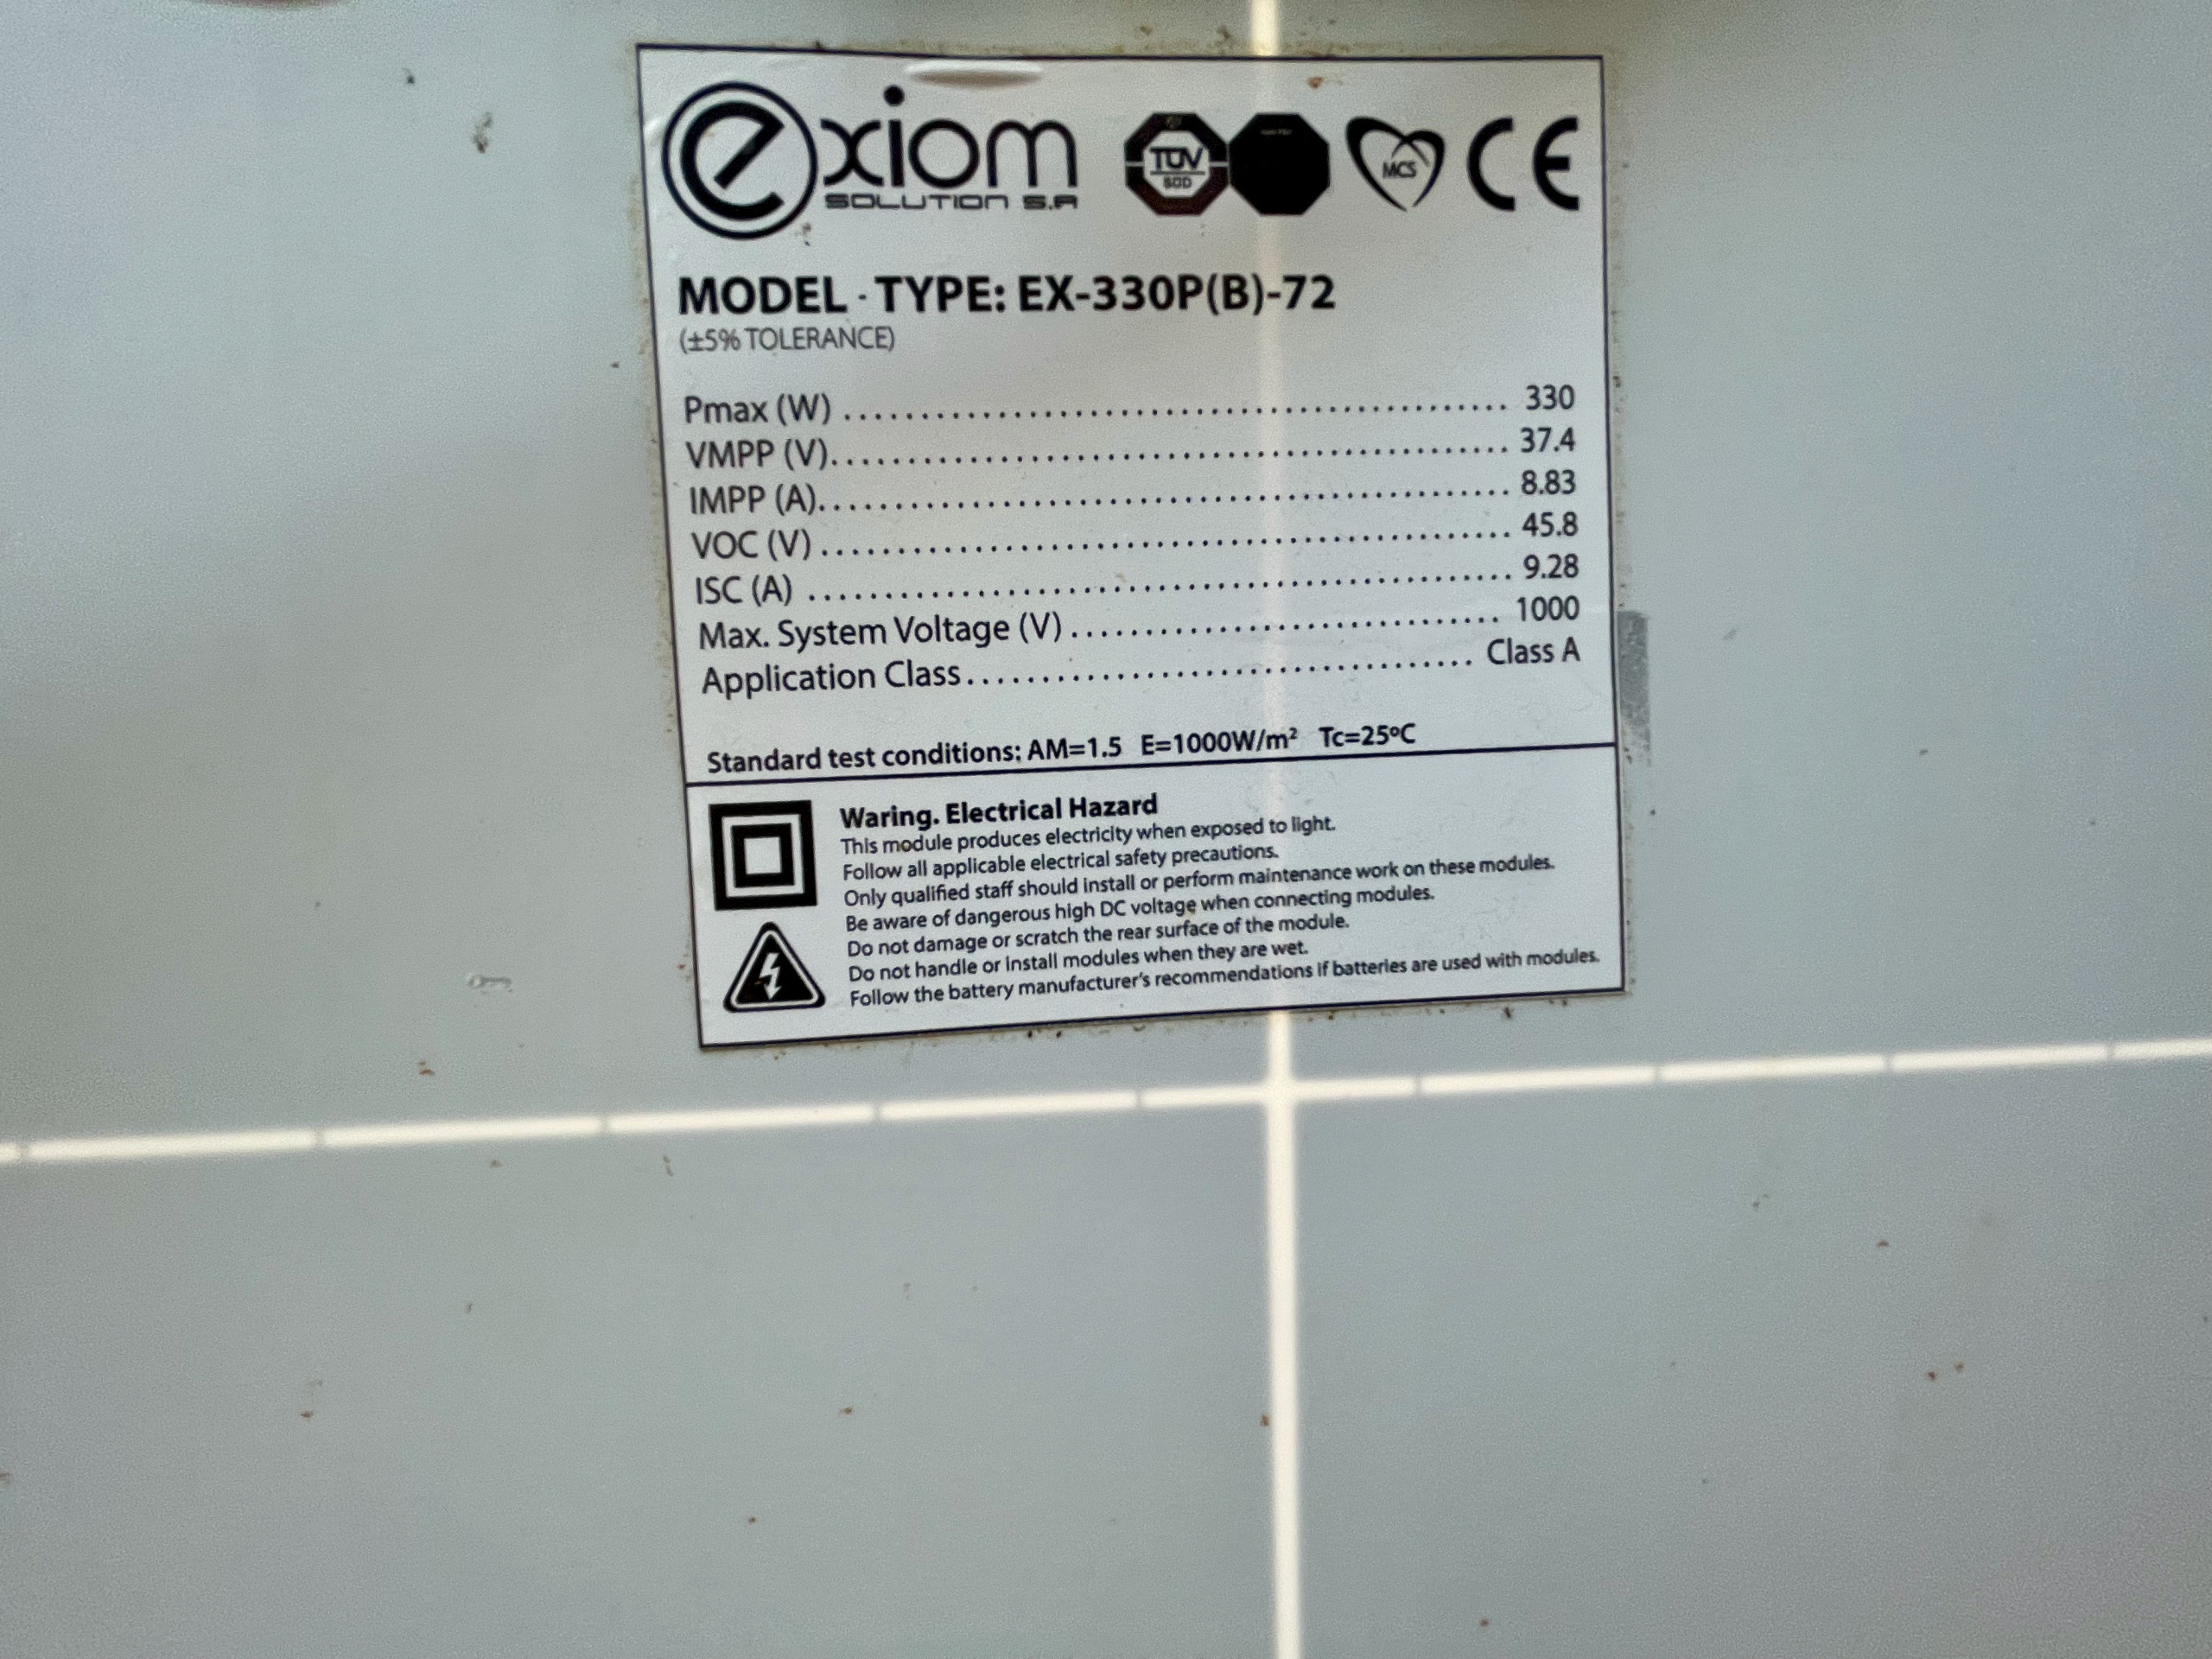 exiom
SOLUTION S.A
TÜV
SÜD
MCS
CE
MODEL · TYPE: EX-330P(B)-72
(±5% TOLERANCE)
Pmax (W) ........................................ 330
VMPP (V)........................................ 37.4
IMPP (A)........................................ 8.83
VOC (V) ........................................ 45.8
ISC (A) ........................................ 9.28
Max. System Voltage (V) ............................ 1000
Application Class.................................. Class A
Standard test conditions: AM=1.5 E=1000W/m² Tc=25ºC
Waring. Electrical Hazard
This module produces electricity when exposed to light.
Follow all applicable electrical safety precautions.
Only qualified staff should install or perform maintenance work on these modules.
Be aware of dangerous high DC voltage when connecting modules.
Do not damage or scratch the rear surface of the module.
Do not handle or install modules when they are wet.
Follow the battery manufacturer's recommendations if batteries are used with modules.